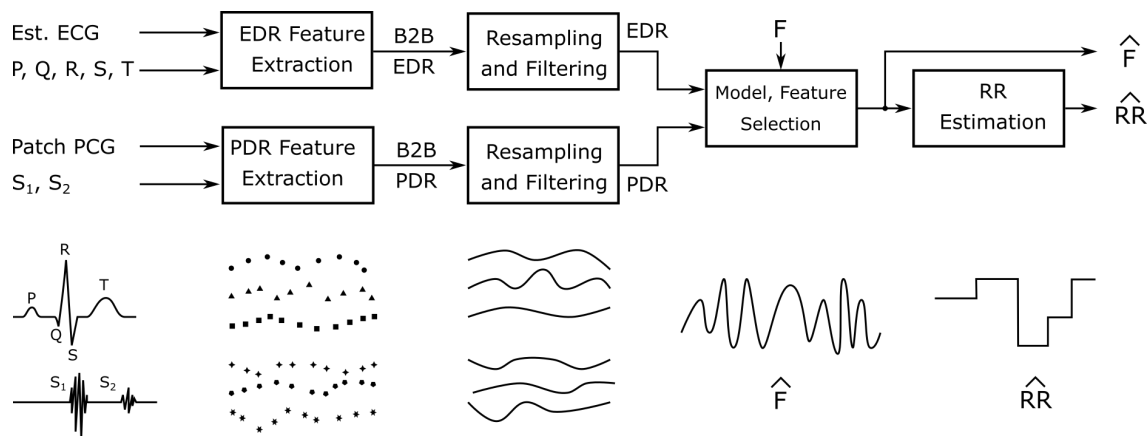 Est. ECG
P, Q, R, S, T
EDR Feature
Extraction
B2B
EDR
Resampling
and Filtering
EDR
F
Model, Feature
Selection
RR
Estimation
F̂
R̂R
Patch PCG
S₁, S₂
PDR Feature
Extraction
B2B
PDR
Resampling
and Filtering
PDR
R
P
T
Q
S
S₁
S₂
F̂
R̂R